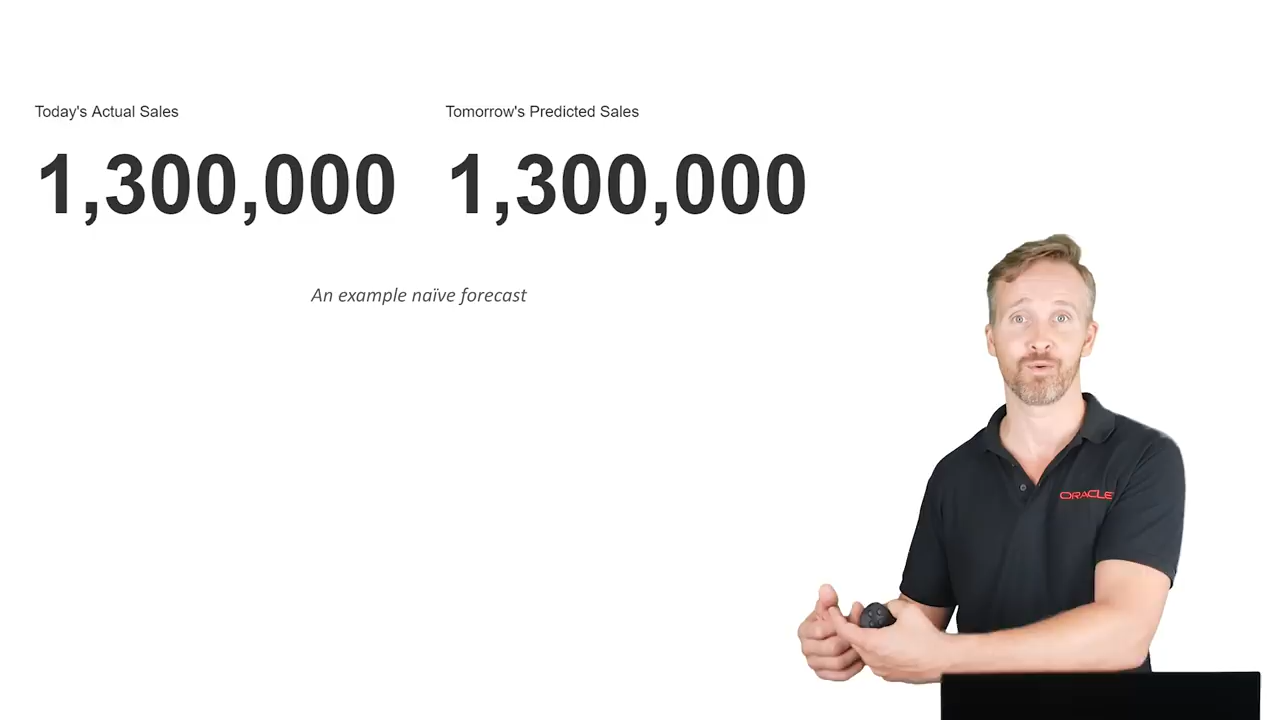 Today's Actual Sales
Tomorrow's Predicted Sales
1,300,000
1,300,000
An example naïve forecast
ORACLE